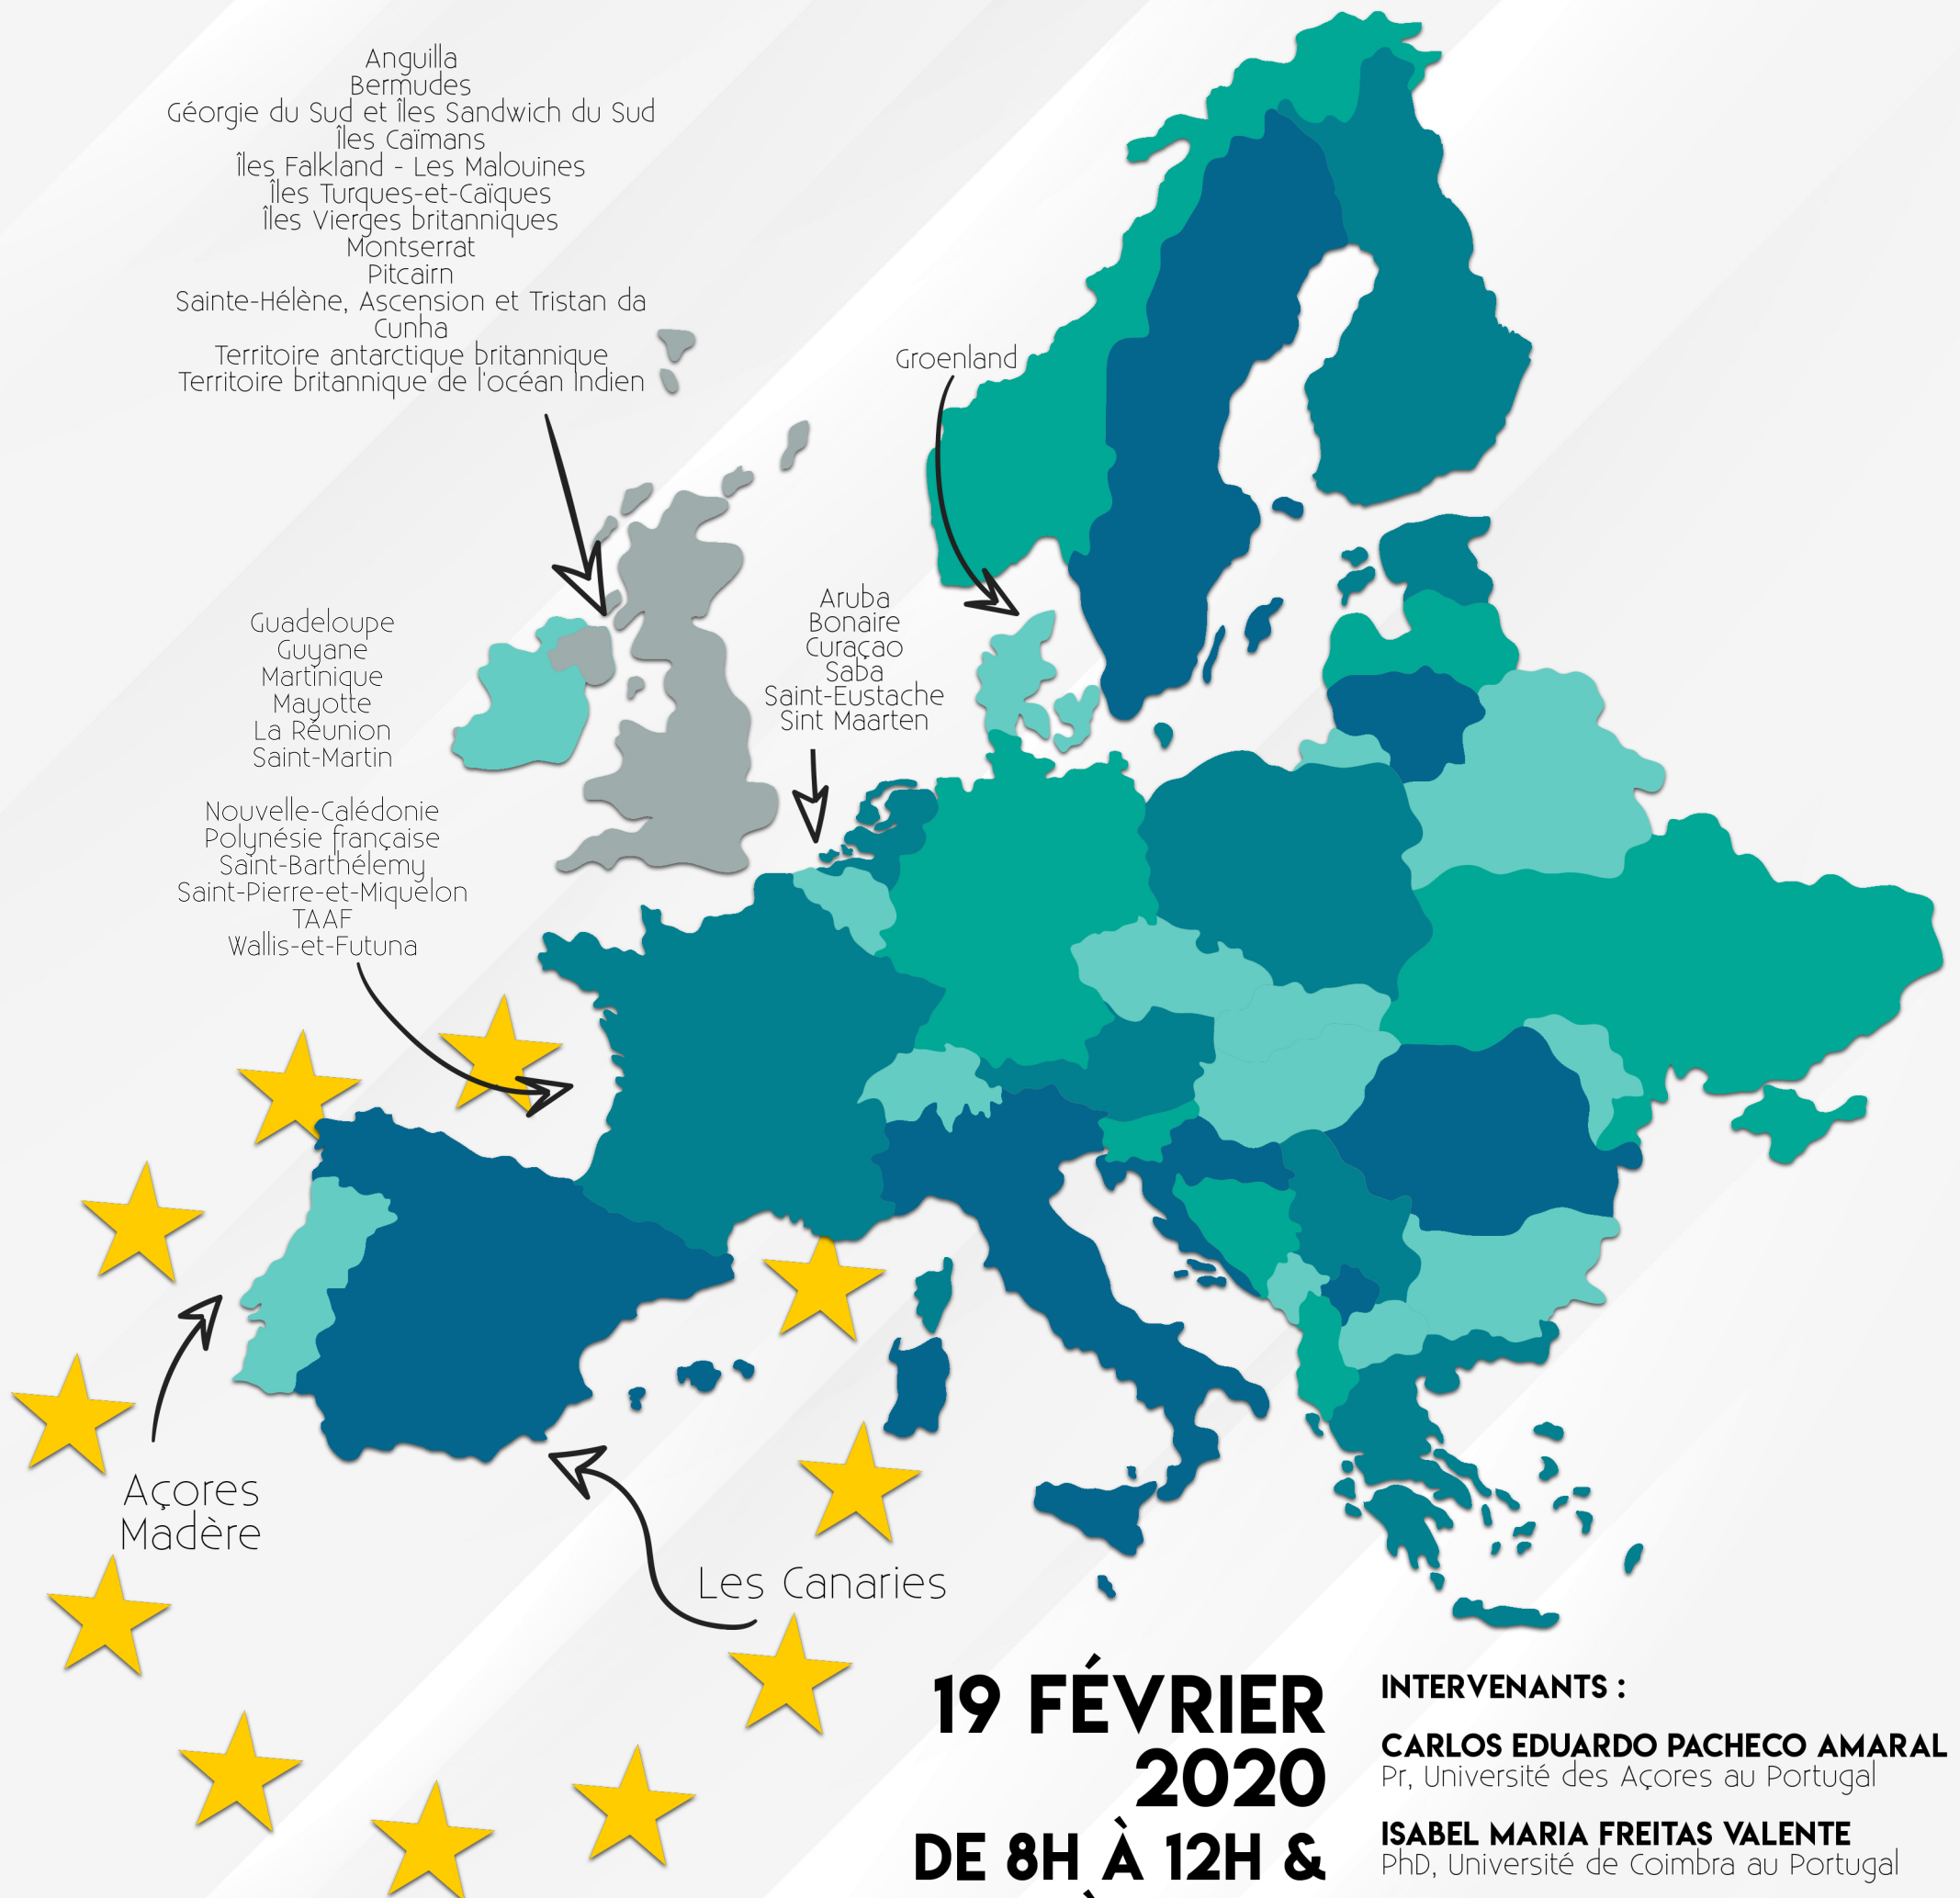 Anguilla
Bermudes
Géorgie du Sud et Îles Sandwich du Sud
Îles Caïmans
Îles Falkland - Les Malouines
Îles Turques-et-Caïques
Îles Vierges britanniques
Montserrat
Pitcairn
Sainte-Hélène, Ascension et Tristan da
Cunha
Territoire antarctique britannique
Territoire britannique de l'océan Indien
Groenland
Guadeloupe
Guyane
Martinique
Mayotte
La Réunion
Saint-Martin
Nouvelle-Calédonie
Polynésie française
Saint-Barthélemy
Saint-Pierre-et-Miquelon
TAAF
Wallis-et-Futuna
Aruba
Bonaire
Curaçao
Saba
Saint-Eustache
Sint Maarten
Açores
Madère
Les Canaries
19 FÉVRIER
2020
DE 8H À 12H &
INTERVENANTS :
CARLOS EDUARDO PACHECO AMARAL
Pr, Université des Açores au Portugal
ISABEL MARIA FREITAS VALENTE
PhD, Université de Coimbra au Portugal